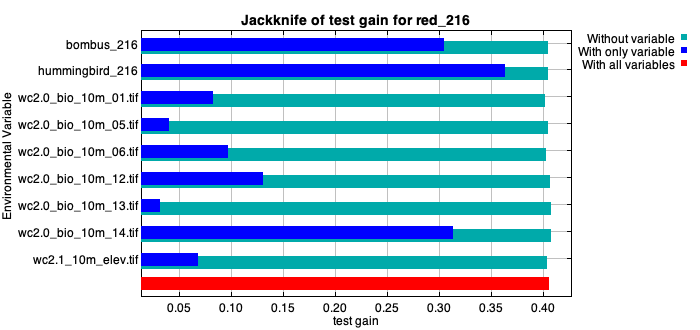 Jackknife of test gain for red_216
Without variable
With only variable
With all variables
Environmental Variable
bombus_216
hummingbird_216
wc2.0_bio_10m_01.tif
wc2.0_bio_10m_05.tif
wc2.0_bio_10m_06.tif
wc2.0_bio_10m_12.tif
wc2.0_bio_10m_13.tif
wc2.0_bio_10m_14.tif
wc2.1_10m_elev.tif
0.05 0.10 0.15 0.20 0.25 0.30 0.35 0.40
test gain